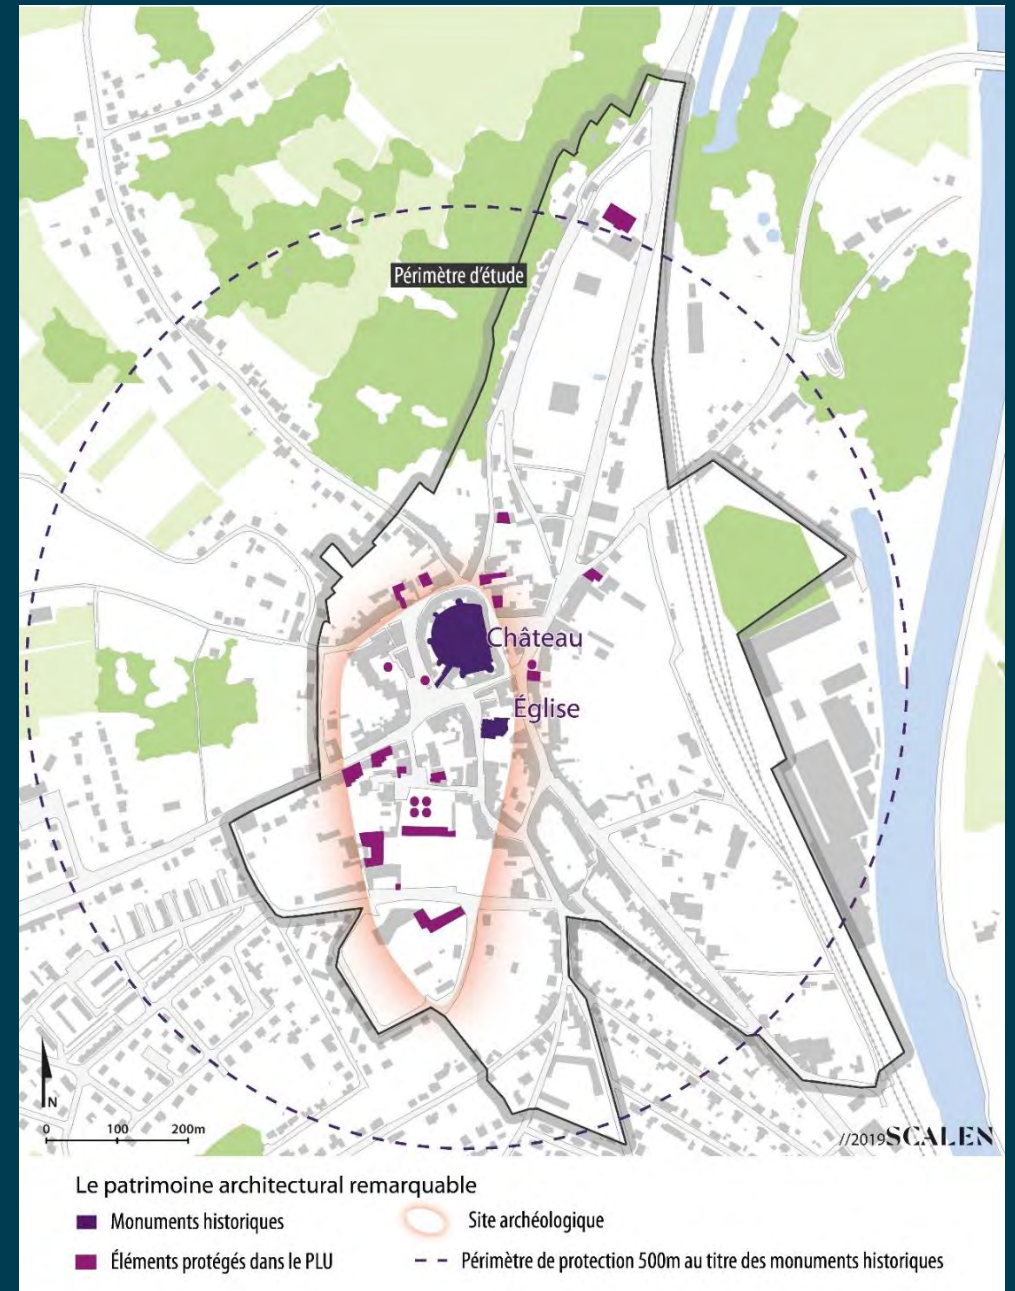 Périmètre d'étude
Château
Église
N
0 100 200m
//2019SCALEN
Le patrimoine architectural remarquable
Monuments historiques
Site archéologique
Éléments protégés dans le PLU
Périmètre de protection 500m au titre des monuments historiques